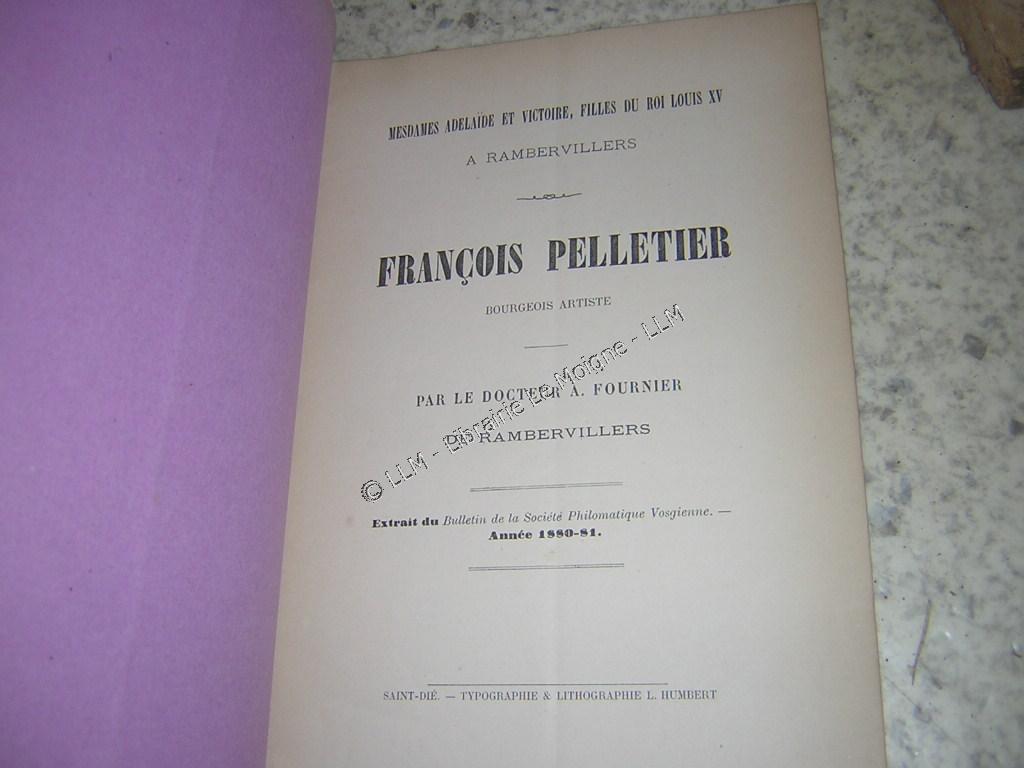 MESDAMES ADELAÏDE ET VICTOIRE, FILLES DU ROI LOUIS XV
A RAMBERVILLERS
FRANÇOIS PELLETIER
BOURGEOIS ARTISTE
PAR LE DOCTEUR A. FOURNIER
DE RAMBERVILLERS
© LLM - Librairie Le Moigne - LLM
Extrait du Bulletin de la Société Philomatique Vosgienne. —
Année 1880-81.
SAINT-DIÉ. — TYPOGRAPHIE & LITHOGRAPHIE L. HUMBERT